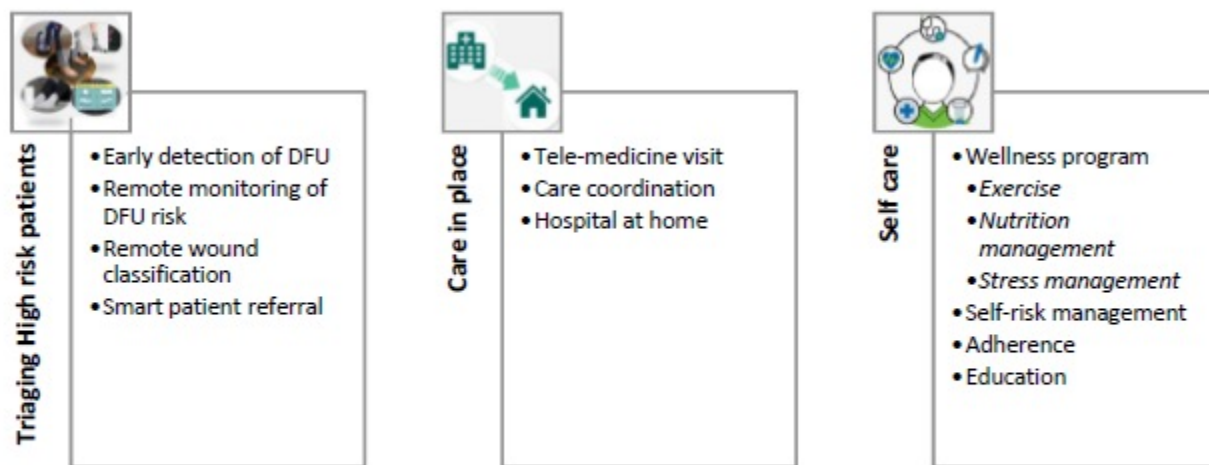 Triaging High risk patients
•Early detection of DFU
•Remote monitoring of
DFU risk
•Remote wound
classification
•Smart patient referral
Care in place
•Tele-medicine visit
•Care coordination
•Hospital at home
Self care
•Wellness program
•Exercise
•Nutrition
management
•Stress management
•Self-risk management
•Adherence
•Education